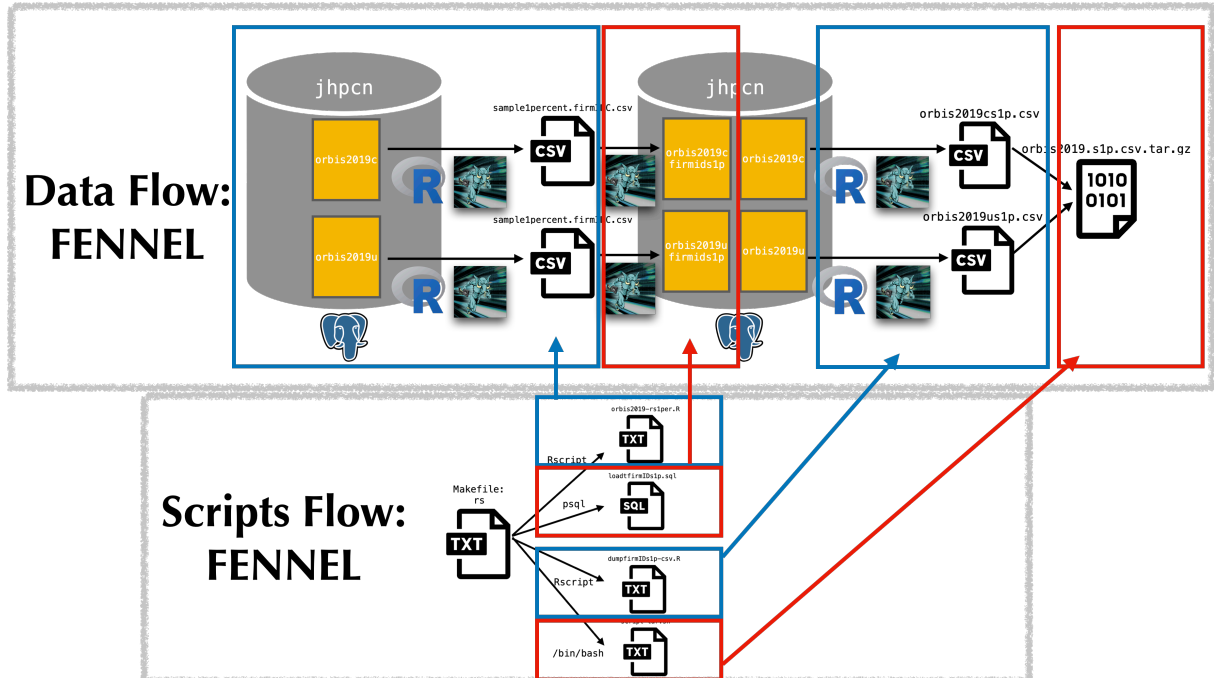 Data Flow:
FENNEL
jhpcn
orbis2019c
orbis2019u
R
R
sample1percent.firmIDC.csv
CSV
sample1percent.firmIDC.csv
CSV
jhpcn
orbis2019c
firmids1p
orbis2019c
orbis2019u
firmids1p
orbis2019u
R
R
orbis2019cs1p.csv
CSV
orbis2019us1p.csv
CSV
orbis2019.s1p.csv.tar.gz
1010
0101
Scripts Flow:
FENNEL
Makefile:
rs
TXT
Rscript
psql
Rscript
/bin/bash
orbis2019-rs1per.R
TXT
loadtfirmIDs1p.sql
SQL
dumpfirmIDs1p-csv.R
TXT
TXT